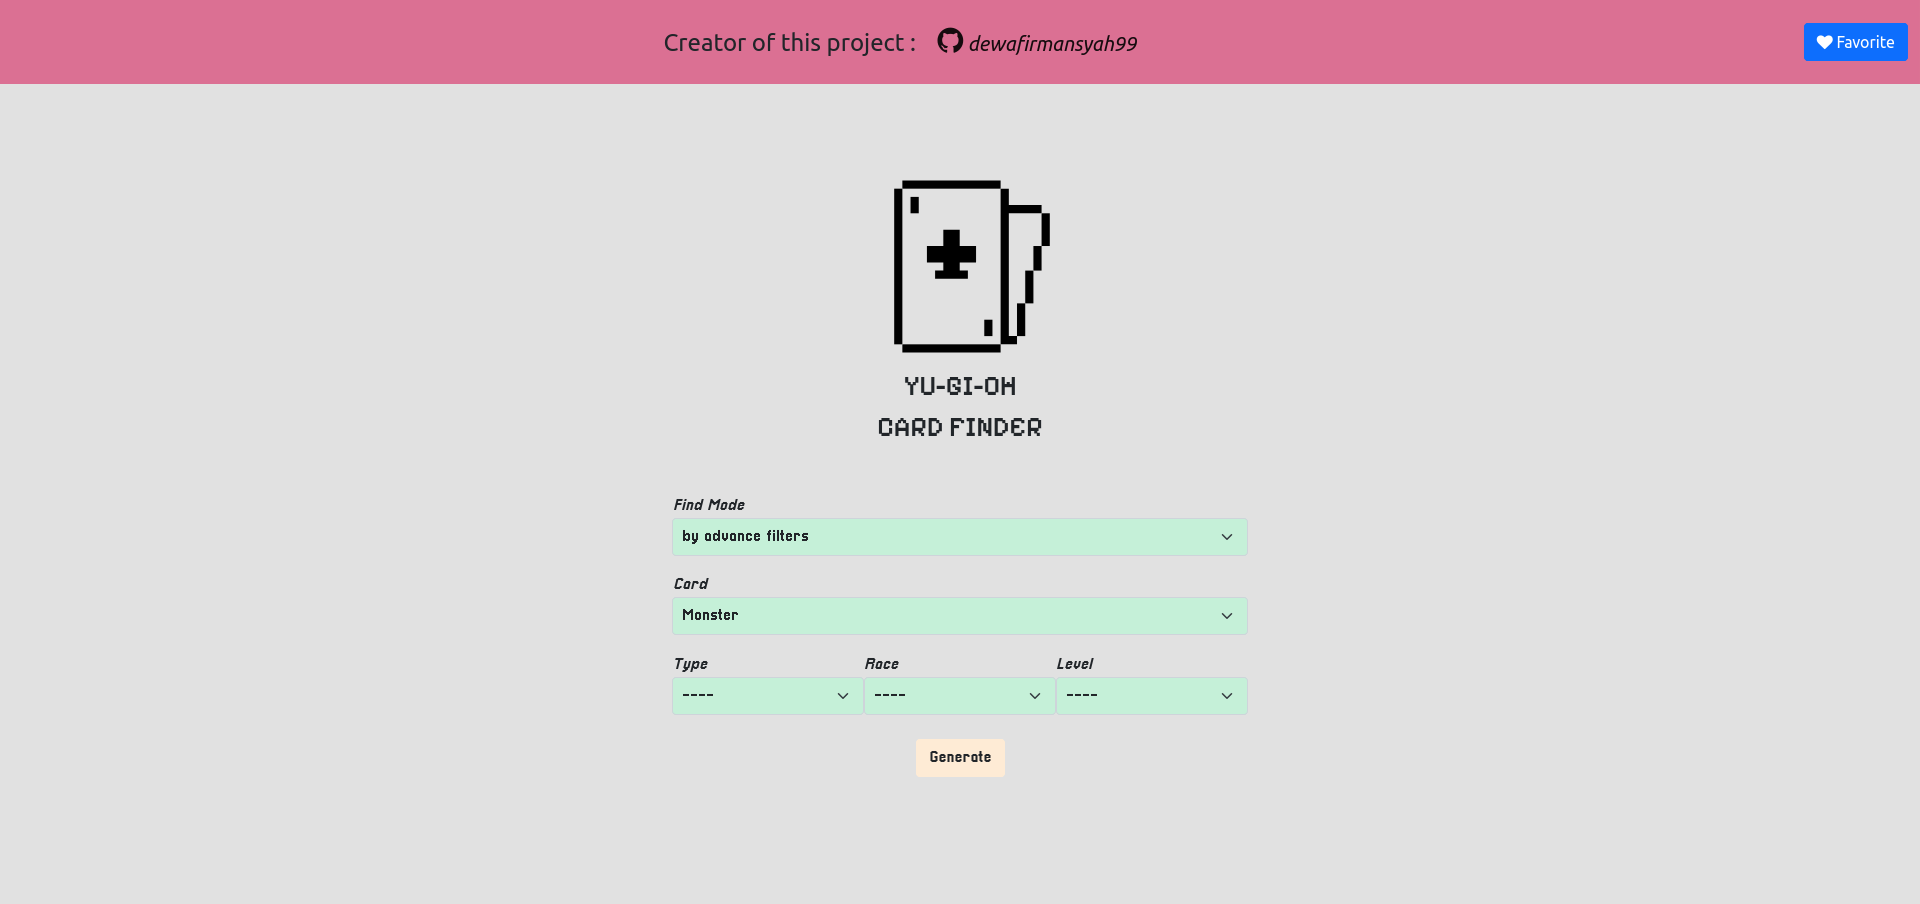 Creator of this project : dewafirmansyah99
Favorite
YU-GI-OH
CARD FINDER
Find Mode
by advance filters
Card
Monster
Type Race Level
---- ---- ----
Generate